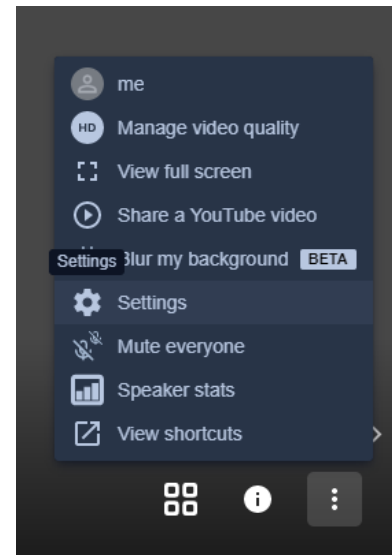 me
HD
Manage video quality
View full screen
Share a YouTube video
Settings
Blur my background BETA
Settings
Mute everyone
Speaker stats
View shortcuts